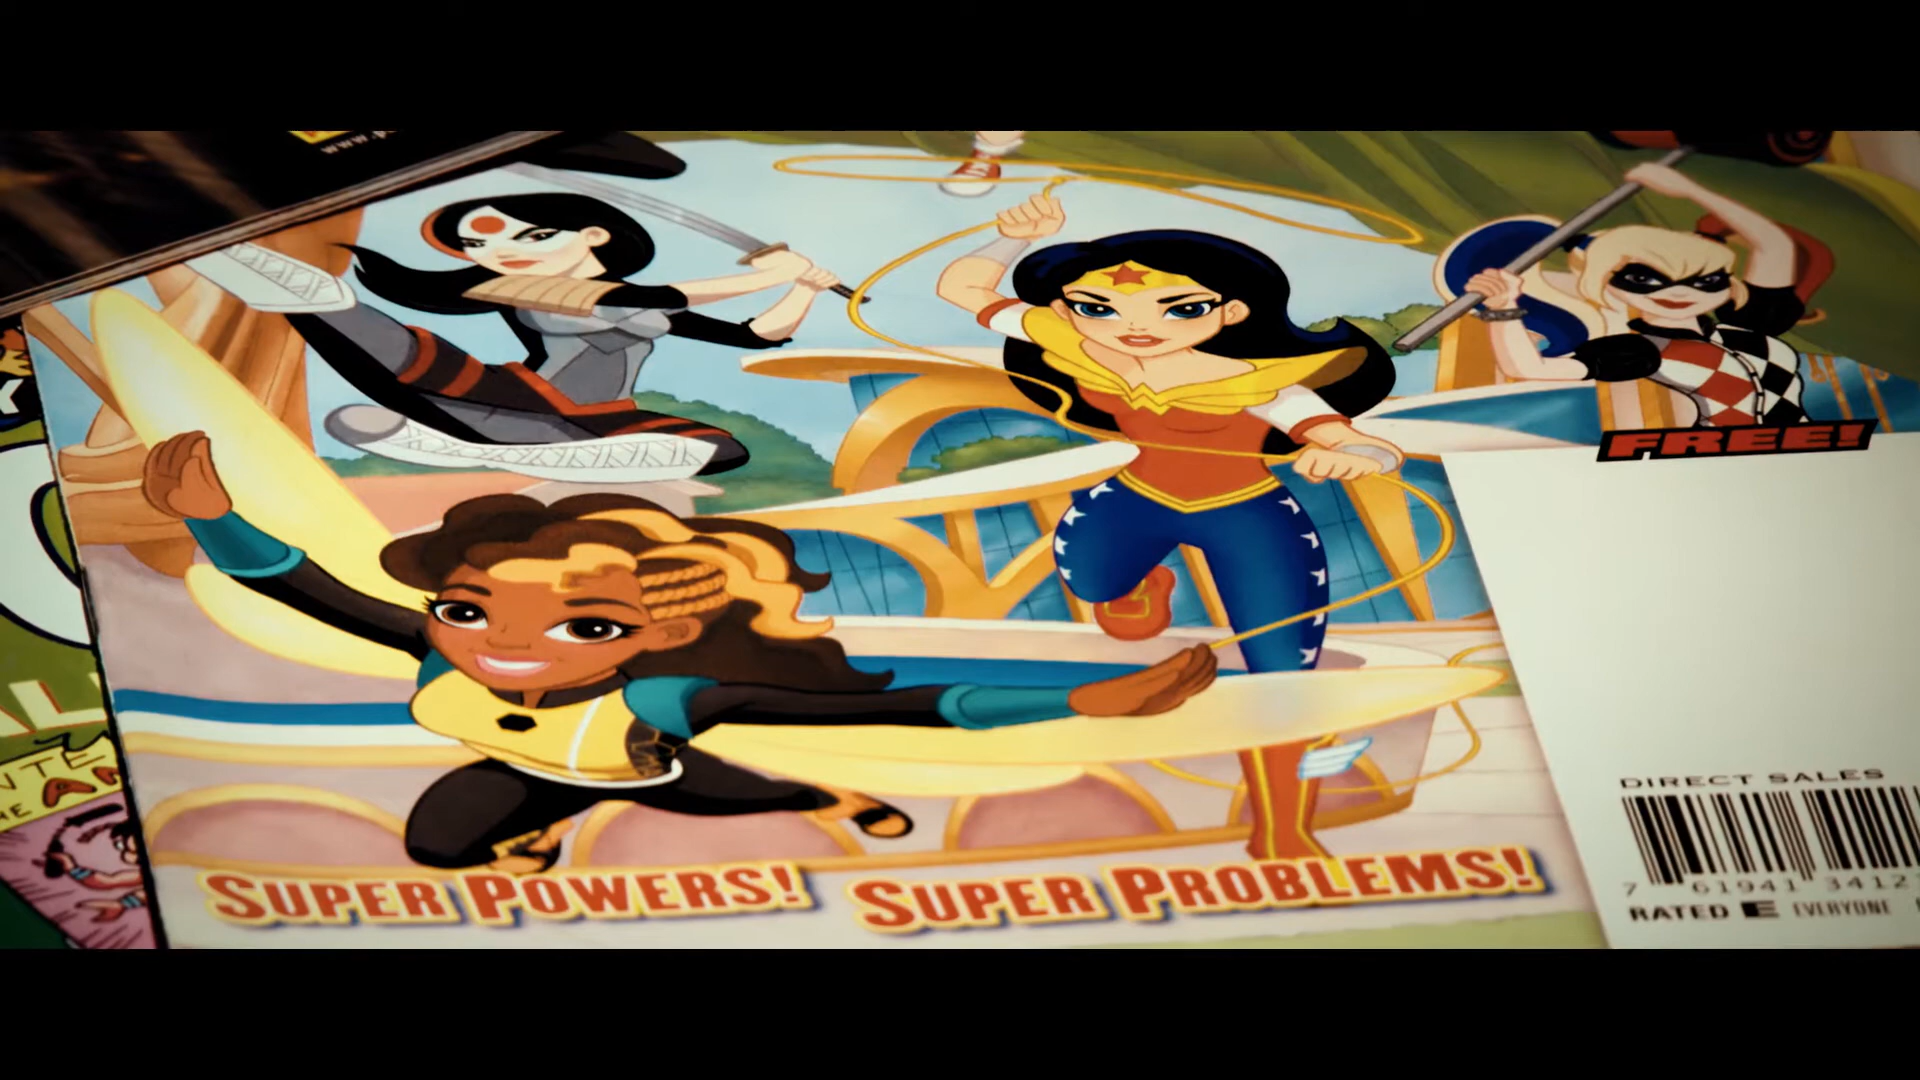 FREE!
SUPER POWERS! SUPER PROBLEMS!
DIRECT SALES
7 61941 3412
RATED E EVERYONE